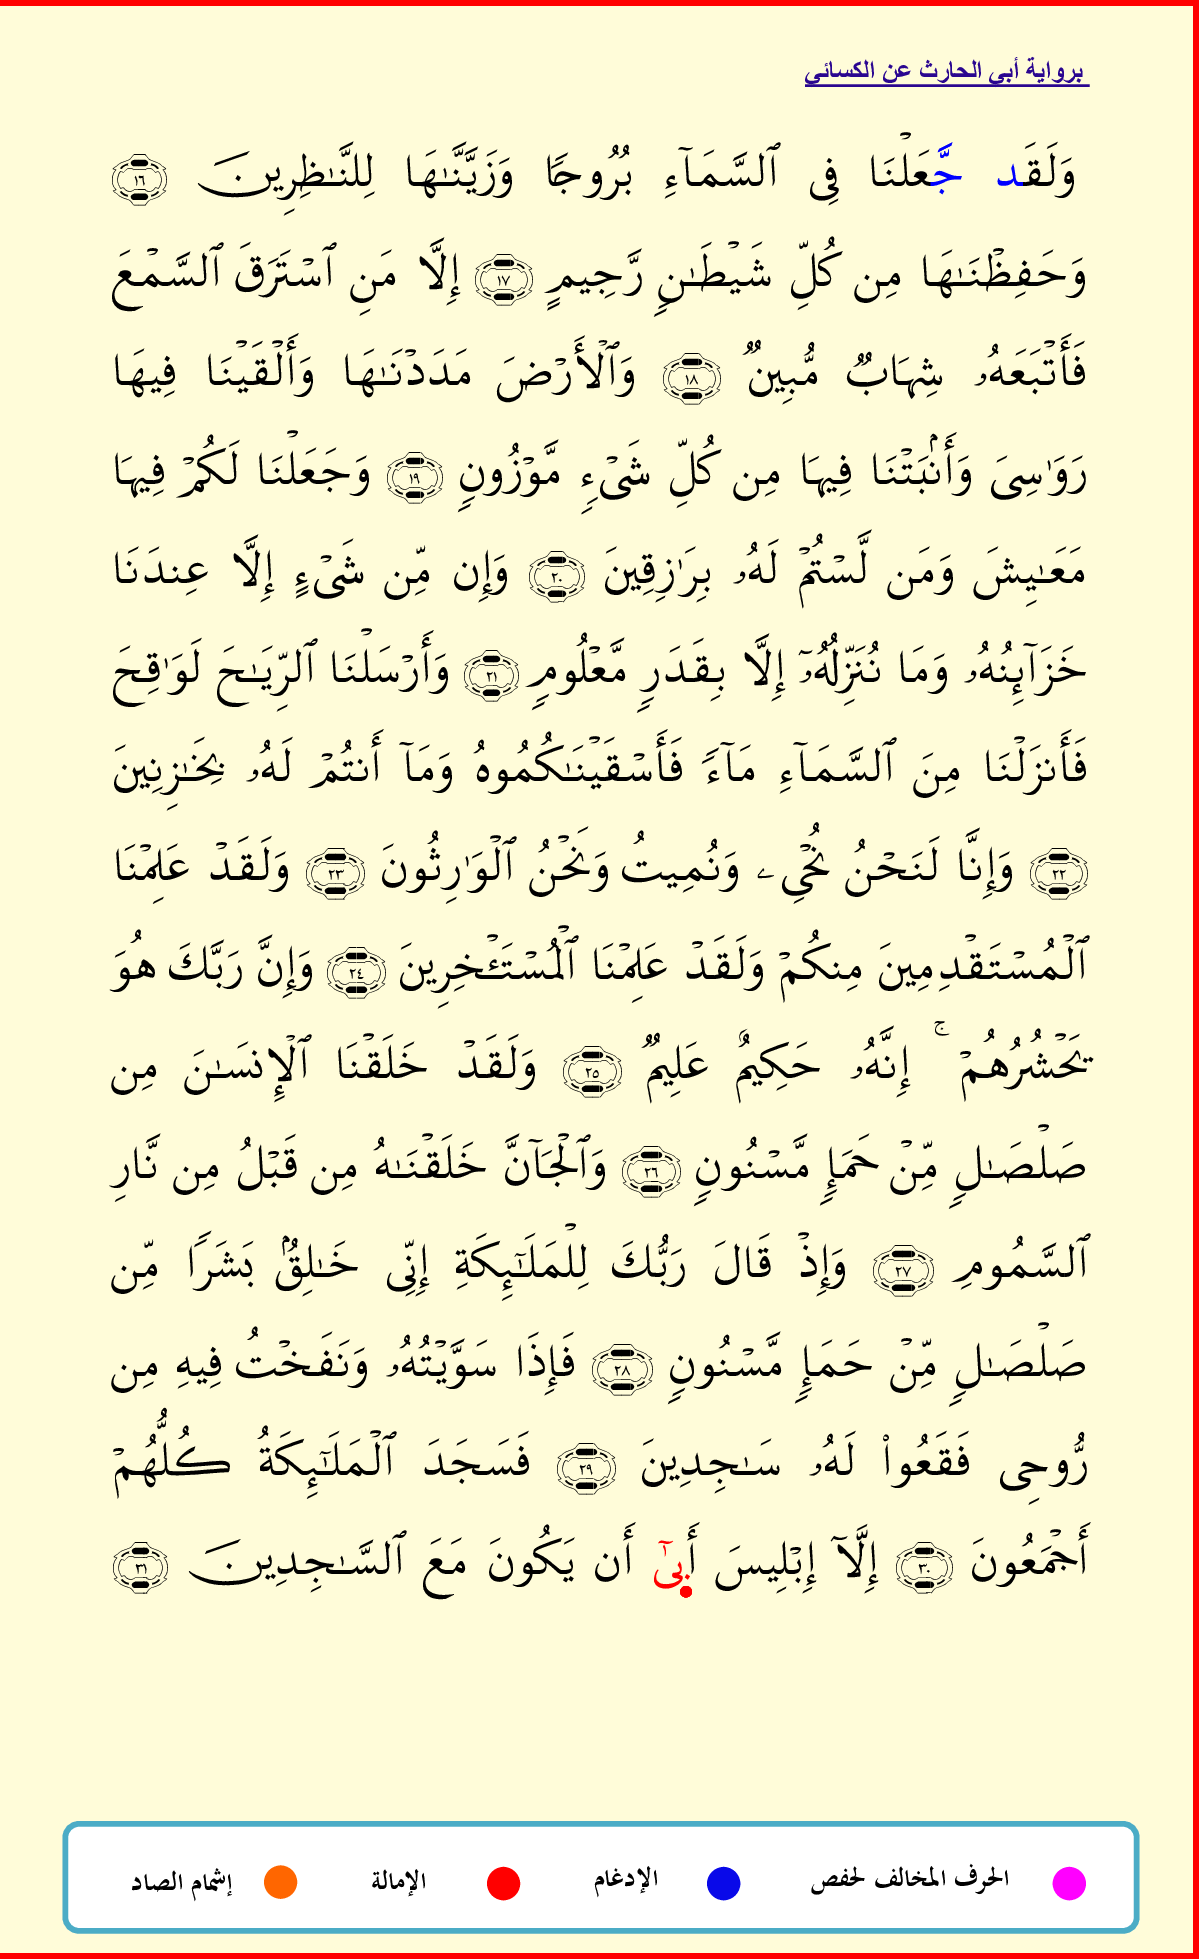 برواية أبي الحارث عن الكسائي
وَلَقَد جَّعَلْنَا فِى ٱلسَّمَآءِ بُرُوجًا وَزَيَّنَّـٰهَا لِلنَّـٰظِرِينَ ١٦
وَحَفِظْنَـٰهَا مِن كُلِّ شَيْطَـٰنٍ رَّجِيمٍ ١٧ إِلَّا مَنِ ٱسْتَرَقَ ٱلسَّمْعَ
فَأَتْبَعَهُۥ شِهَابٌ مُّبِينٌ ١٨ وَٱلْأَرْضَ مَدَدْنَـٰهَا وَأَلْقَيْنَا فِيهَا
رَوَٰسِىَ وَأَنۢبَتْنَا فِيهَا مِن كُلِّ شَىْءٍ مَّوْزُونٍ ١٩ وَجَعَلْنَا لَكُمْ فِيهَا
مَعَـٰيِشَ وَمَن لَّسْتُمْ لَهُۥ بِرَٰزِقِينَ ٢٠ وَإِن مِّن شَىْءٍ إِلَّا عِندَنَا
خَزَآئِنُهُۥ وَمَا نُنَزِّلُهُۥٓ إِلَّا بِقَدَرٍ مَّعْلُومٍ ٢١ وَأَرْسَلْنَا ٱلرِّيَـٰحَ لَوَٰقِحَ
فَأَنزَلْنَا مِنَ ٱلسَّمَآءِ مَآءً فَأَسْقَيْنَـٰكُمُوهُ وَمَآ أَنتُمْ لَهُۥ بِخَـٰزِنِينَ
٢٢ وَإِنَّا لَنَحْنُ نُحْىِۦ وَنُمِيتُ وَنَحْنُ ٱلْوَٰرِثُونَ ٢٣ وَلَقَدْ عَلِمْنَا
ٱلْمُسْتَقْدِمِينَ مِنكُمْ وَلَقَدْ عَلِمْنَا ٱلْمُسْتَـْٔخِرِينَ ٢٤ وَإِنَّ رَبَّكَ هُوَ
يَحْشُرُهُمْ ۚ إِنَّهُۥ حَكِيمٌ عَلِيمٌ ٢٥ وَلَقَدْ خَلَقْنَا ٱلْإِنسَـٰنَ مِن
صَلْصَـٰلٍ مِّنْ حَمَإٍ مَّسْنُونٍ ٢٦ وَٱلْجَآنَّ خَلَقْنَـٰهُ مِن قَبْلُ مِن نَّارِ
ٱلسَّمُومِ ٢٧ وَإِذْ قَالَ رَبُّكَ لِلْمَلَـٰٓئِكَةِ إِنِّى خَـٰلِقٌۢ بَشَرًا مِّن
صَلْصَـٰلٍ مِّنْ حَمَإٍ مَّسْنُونٍ ٢٨ فَإِذَا سَوَّيْتُهُۥ وَنَفَخْتُ فِيهِ مِن
رُّوحِى فَقَعُوا۟ لَهُۥ سَـٰجِدِينَ ٢٩ فَسَجَدَ ٱلْمَلَـٰٓئِكَةُ كُلُّهُمْ
أَجْمَعُونَ ٣٠ إِلَّآ إِبْلِيسَ أَبَىٰٓ أَن يَكُونَ مَعَ ٱلسَّـٰجِدِينَ ٣١
الحرف المخالف لحفص الإدغام الإمالة إشمام الصاد